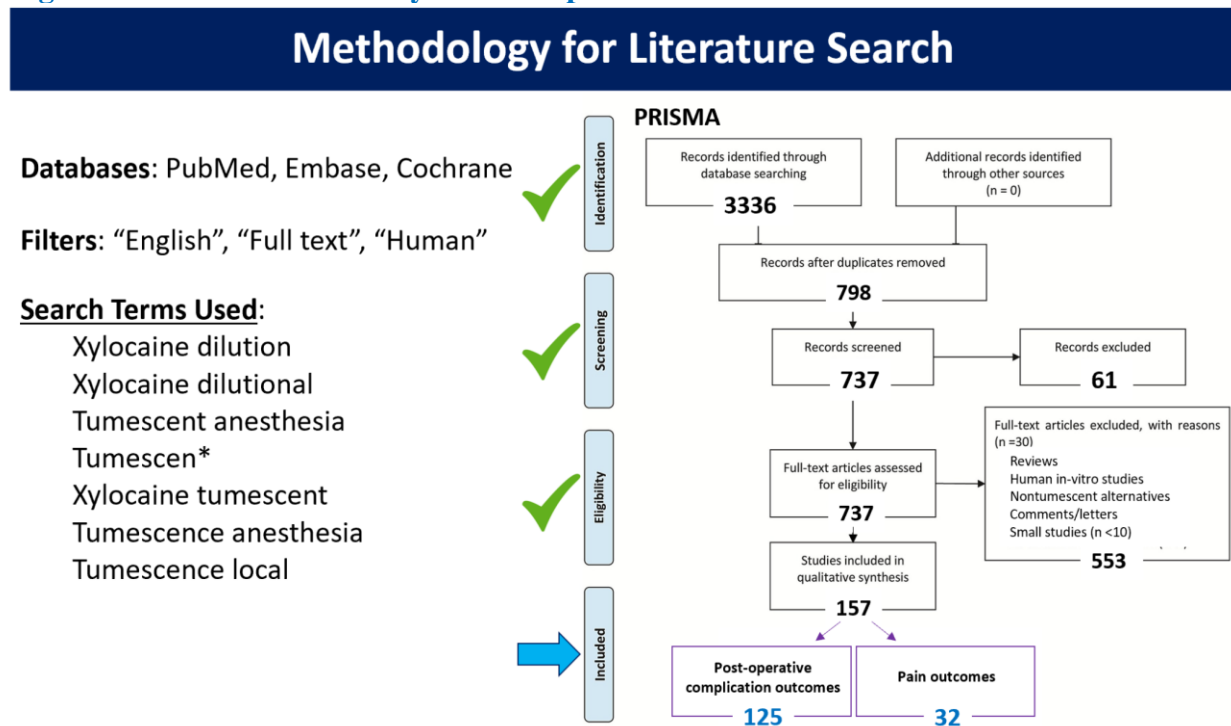 Methodology for Literature Search
Databases: PubMed, Embase, Cochrane
Filters: “English”, “Full text”, “Human”
Search Terms Used:
Xylocaine dilution
Xylocaine dilutional
Tumescent anesthesia
Tumescen*
Xylocaine tumescent
Tumescence anesthesia
Tumescence local
Identification
Screening
Eligibility
Included
PRISMA
Records identified through
database searching
3336
Additional records identified
through other sources
(n = 0)
Records after duplicates removed
798
Records screened
737
Records excluded
61
Full-text articles assessed
for eligibility
737
Full-text articles excluded, with reasons
(n =30)
Reviews
Human in-vitro studies
Nontumescent alternatives
Comments/letters
Small studies (n <10)
553
Studies included in
qualitative synthesis
157
Post-operative
complication outcomes
125
Pain outcomes
32